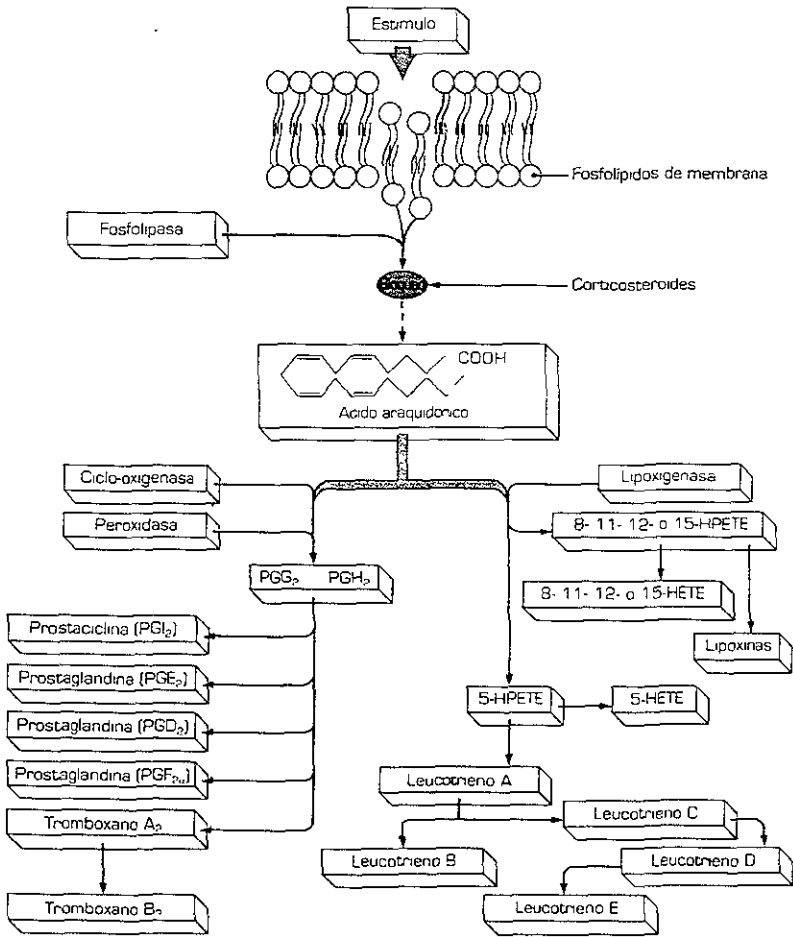 Estimulo
Fosfolípidos de membrana
Fosfolipasa
Bloqueo
Corticosteroides
COOH
Acido araquidonico
Ciclo-oxigenasa
Peroxidasa
PGG₂ PGH₂
Prostaciclina (PGI₂)
Prostaglandina (PGE₂)
Prostaglandina (PGD₂)
Prostaglandina (PGF₂α)
Tromboxano A₂
Tromboxano B₂
Lipoxigenasa
8- 11- 12- o 15-HPETE
8- 11- 12- o 15-HETE
Lipoxinas
5-HPETE
5-HETE
Leucotrieno A
Leucotrieno C
Leucotrieno B
Leucotrieno D
Leucotrieno E